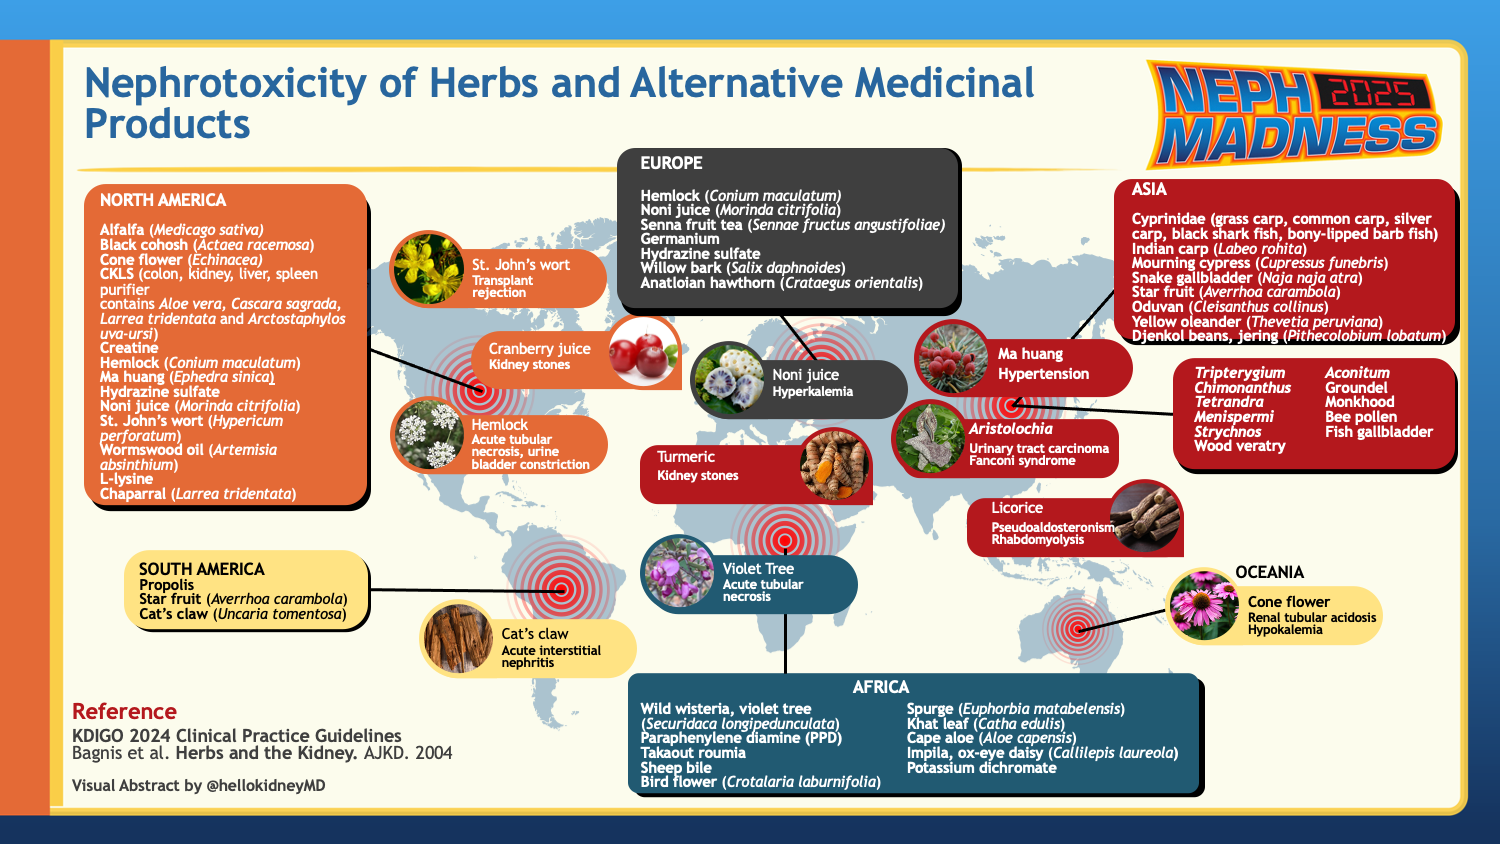 Nephrotoxicity of Herbs and Alternative Medicinal
Products
NEPH 2025
MADNESS
NORTH AMERICA
Alfalfa (Medicago sativa)
Black cohosh (Actaea racemosa)
Cone flower (Echinacea)
CKLS (colon, kidney, liver, spleen
purifier
contains Aloe vera, Cascara sagrada,
Larrea tridentata and Arctostaphylos
uva-ursi)
Creatine
Hemlock (Conium maculatum)
Ma huang (Ephedra sinica)
Hydrazine sulfate
Noni juice (Morinda citrifolia)
St. John's wort (Hypericum
perforatum)
Wormswood oil (Artemisia
absinthium)
L-lysine
Chaparral (Larrea tridentata)
St. John's wort
Transplant
rejection
Cranberry juice
Kidney stones
Hemlock
Acute tubular
necrosis, urine
bladder constriction
EUROPE
Hemlock (Conium maculatum)
Noni juice (Morinda citrifolia)
Senna fruit tea (Sennae fructus angustifoliae)
Germanium
Hydrazine sulfate
Willow bark (Salix daphnoides)
Anatloian hawthorn (Crataegus orientalis)
Noni juice
Hyperkalemia
ASIA
Cyprinidae (grass carp, common carp, silver
carp, black shark fish, bony-lipped barb fish)
Indian carp (Labeo rohita)
Mourning cypress (Cupressus funebris)
Snake gallbladder (Naja naja atra)
Star fruit (Averrhoa carambola)
Oduvan (Cleisanthus collinus)
Yellow oleander (Thevetia peruviana)
Djenkol beans, jering (Pithecolobium lobatum)
Tripterygium
Chimonanthus
Tetrandra
Menispermi
Strychnos
Wood veratry
Aconitum
Groundel
Monkhood
Bee pollen
Fish gallbladder
Ma huang
Hypertension
Aristolochia
Urinary tract carcinoma
Fanconi syndrome
Turmeric
Kidney stones
Licorice
Pseudoaldosteronism
Rhabdomyolysis
SOUTH AMERICA
Propolis
Star fruit (Averrhoa carambola)
Cat's claw (Uncaria tomentosa)
Cat's claw
Acute interstitial
nephritis
Violet Tree
Acute tubular
necrosis
OCEANIA
Cone flower
Renal tubular acidosis
Hypokalemia
AFRICA
Wild wisteria, violet tree
(Securidaca longipedunculata)
Paraphenylene diamine (PPD)
Takaout roumia
Sheep bile
Bird flower (Crotalaria laburnifolia)
Spurge (Euphorbia matabelensis)
Khat leaf (Catha edulis)
Cape aloe (Aloe capensis)
Impila, ox-eye daisy (Callilepis laureola)
Potassium dichromate
Reference
KDIGO 2024 Clinical Practice Guidelines
Bagnis et al. Herbs and the Kidney. AJKD. 2004
Visual Abstract by @hellokidneyMD